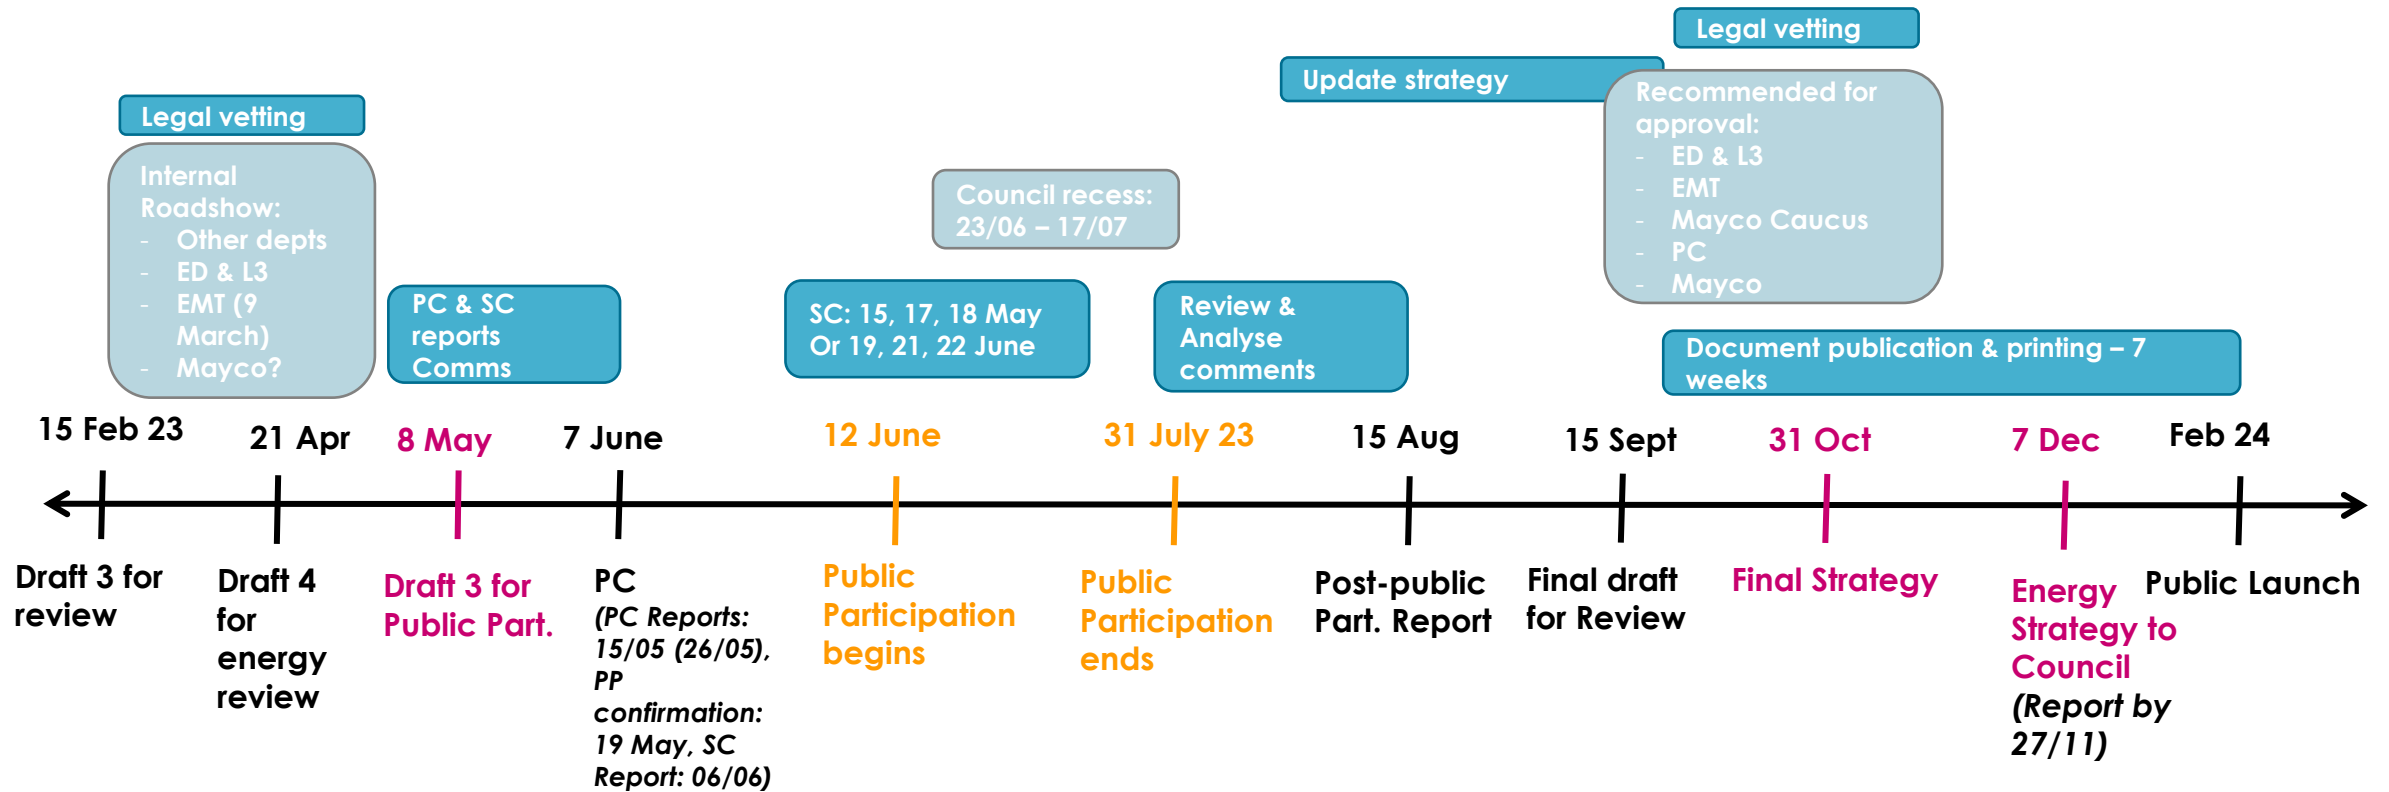 Legal vetting
Update strategy
Legal vetting
Internal
Roadshow:
- Other depts
- ED & L3
- EMT (9
March)
- Mayco?
PC & SC
reports
Comms
Council recess:
23/06 – 17/07
SC: 15, 17, 18 May
Or 19, 21, 22 June
Review &
Analyse
comments
Recommended for
approval:
- ED & L3
- EMT
- Mayco Caucus
- PC
- Mayco
Document publication & printing – 7
weeks
15 Feb 23
21 Apr
8 May
7 June
12 June
31 July 23
15 Aug
15 Sept
31 Oct
7 Dec
Feb 24
Draft 3 for
review
Draft 4
for
energy
review
Draft 3 for
Public Part.
PC
(PC Reports:
15/05 (26/05),
PP
confirmation:
19 May, SC
Report: 06/06)
Public
Participation
begins
Public
Participation
ends
Post-public
Part. Report
Final draft
for Review
Final Strategy
Energy
Strategy to
Council
(Report by
27/11)
Public Launch